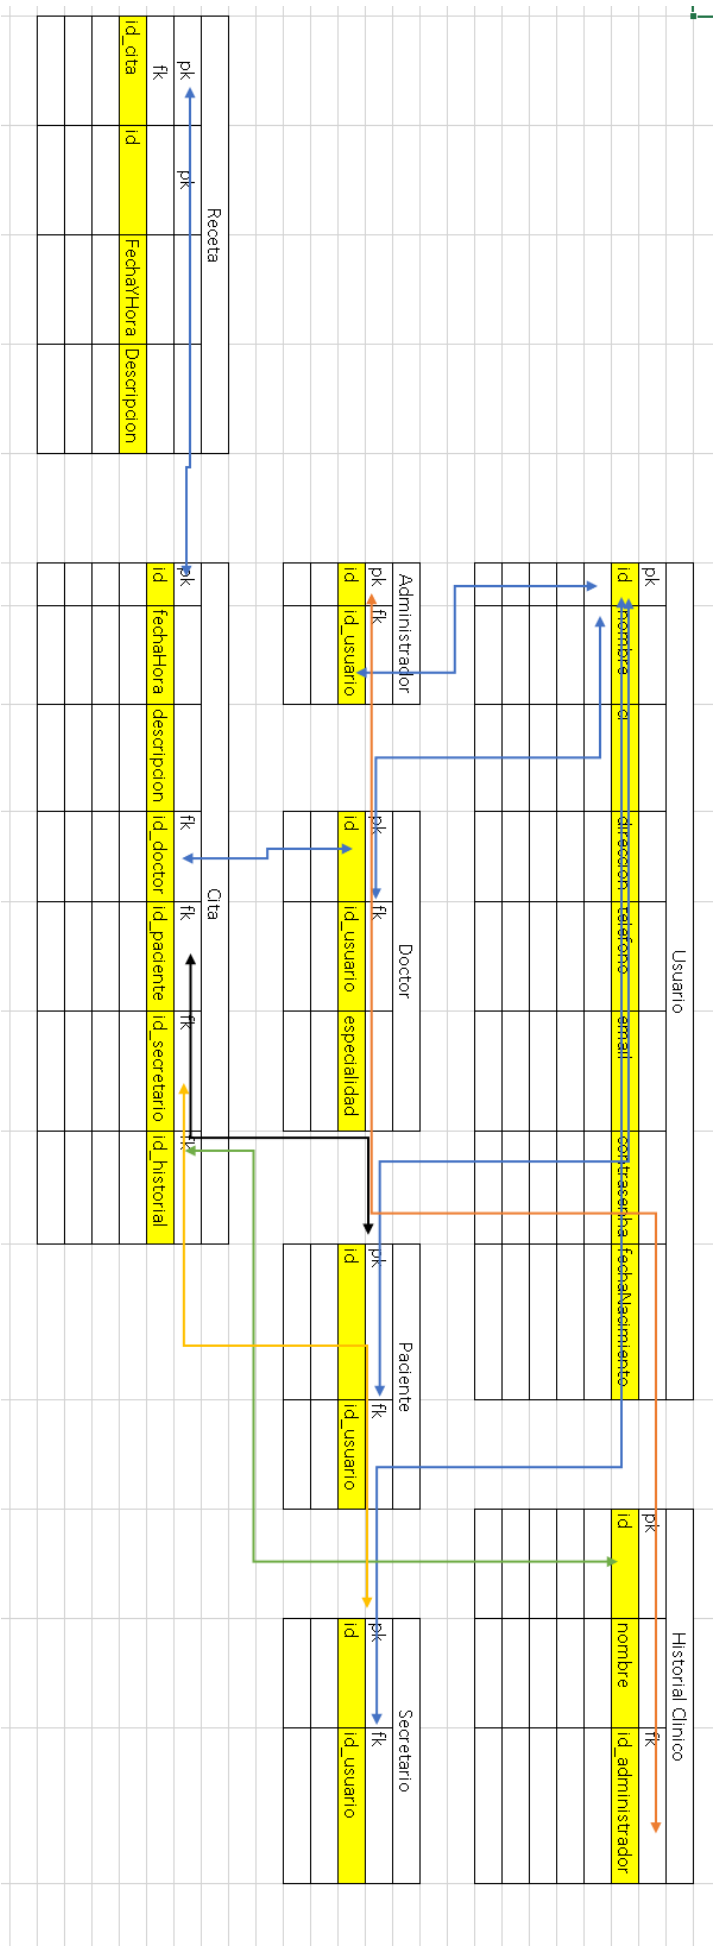 Usuario
pk
id nombre ci direccion telefono email contrasenha fechaNacimiento
Historial Clinico
pk fk
id nombre id_administrador
Administrador
pk fk
id id_usuario
Doctor
pk fk
id id_usuario especialidad
Paciente
pk fk
id id_usuario
Secretario
pk fk
id id_usuario
Receta
pk pk
fk
id_cita id FechaYHora Descripcion
Cita
pk fk fk fk fk
id fechaHora descripcion id_doctor id_paciente id_secretario id_historial